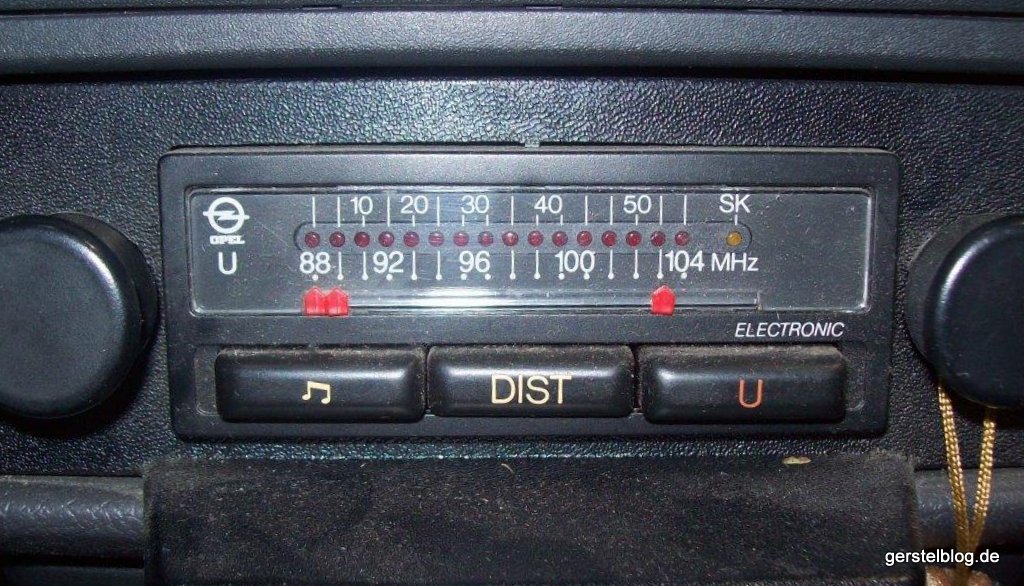 10 20 30 40 50 SK
OPEL
U
88 92 96 100 104 MHz
ELECTRONIC
DIST U
gerstelblog.de